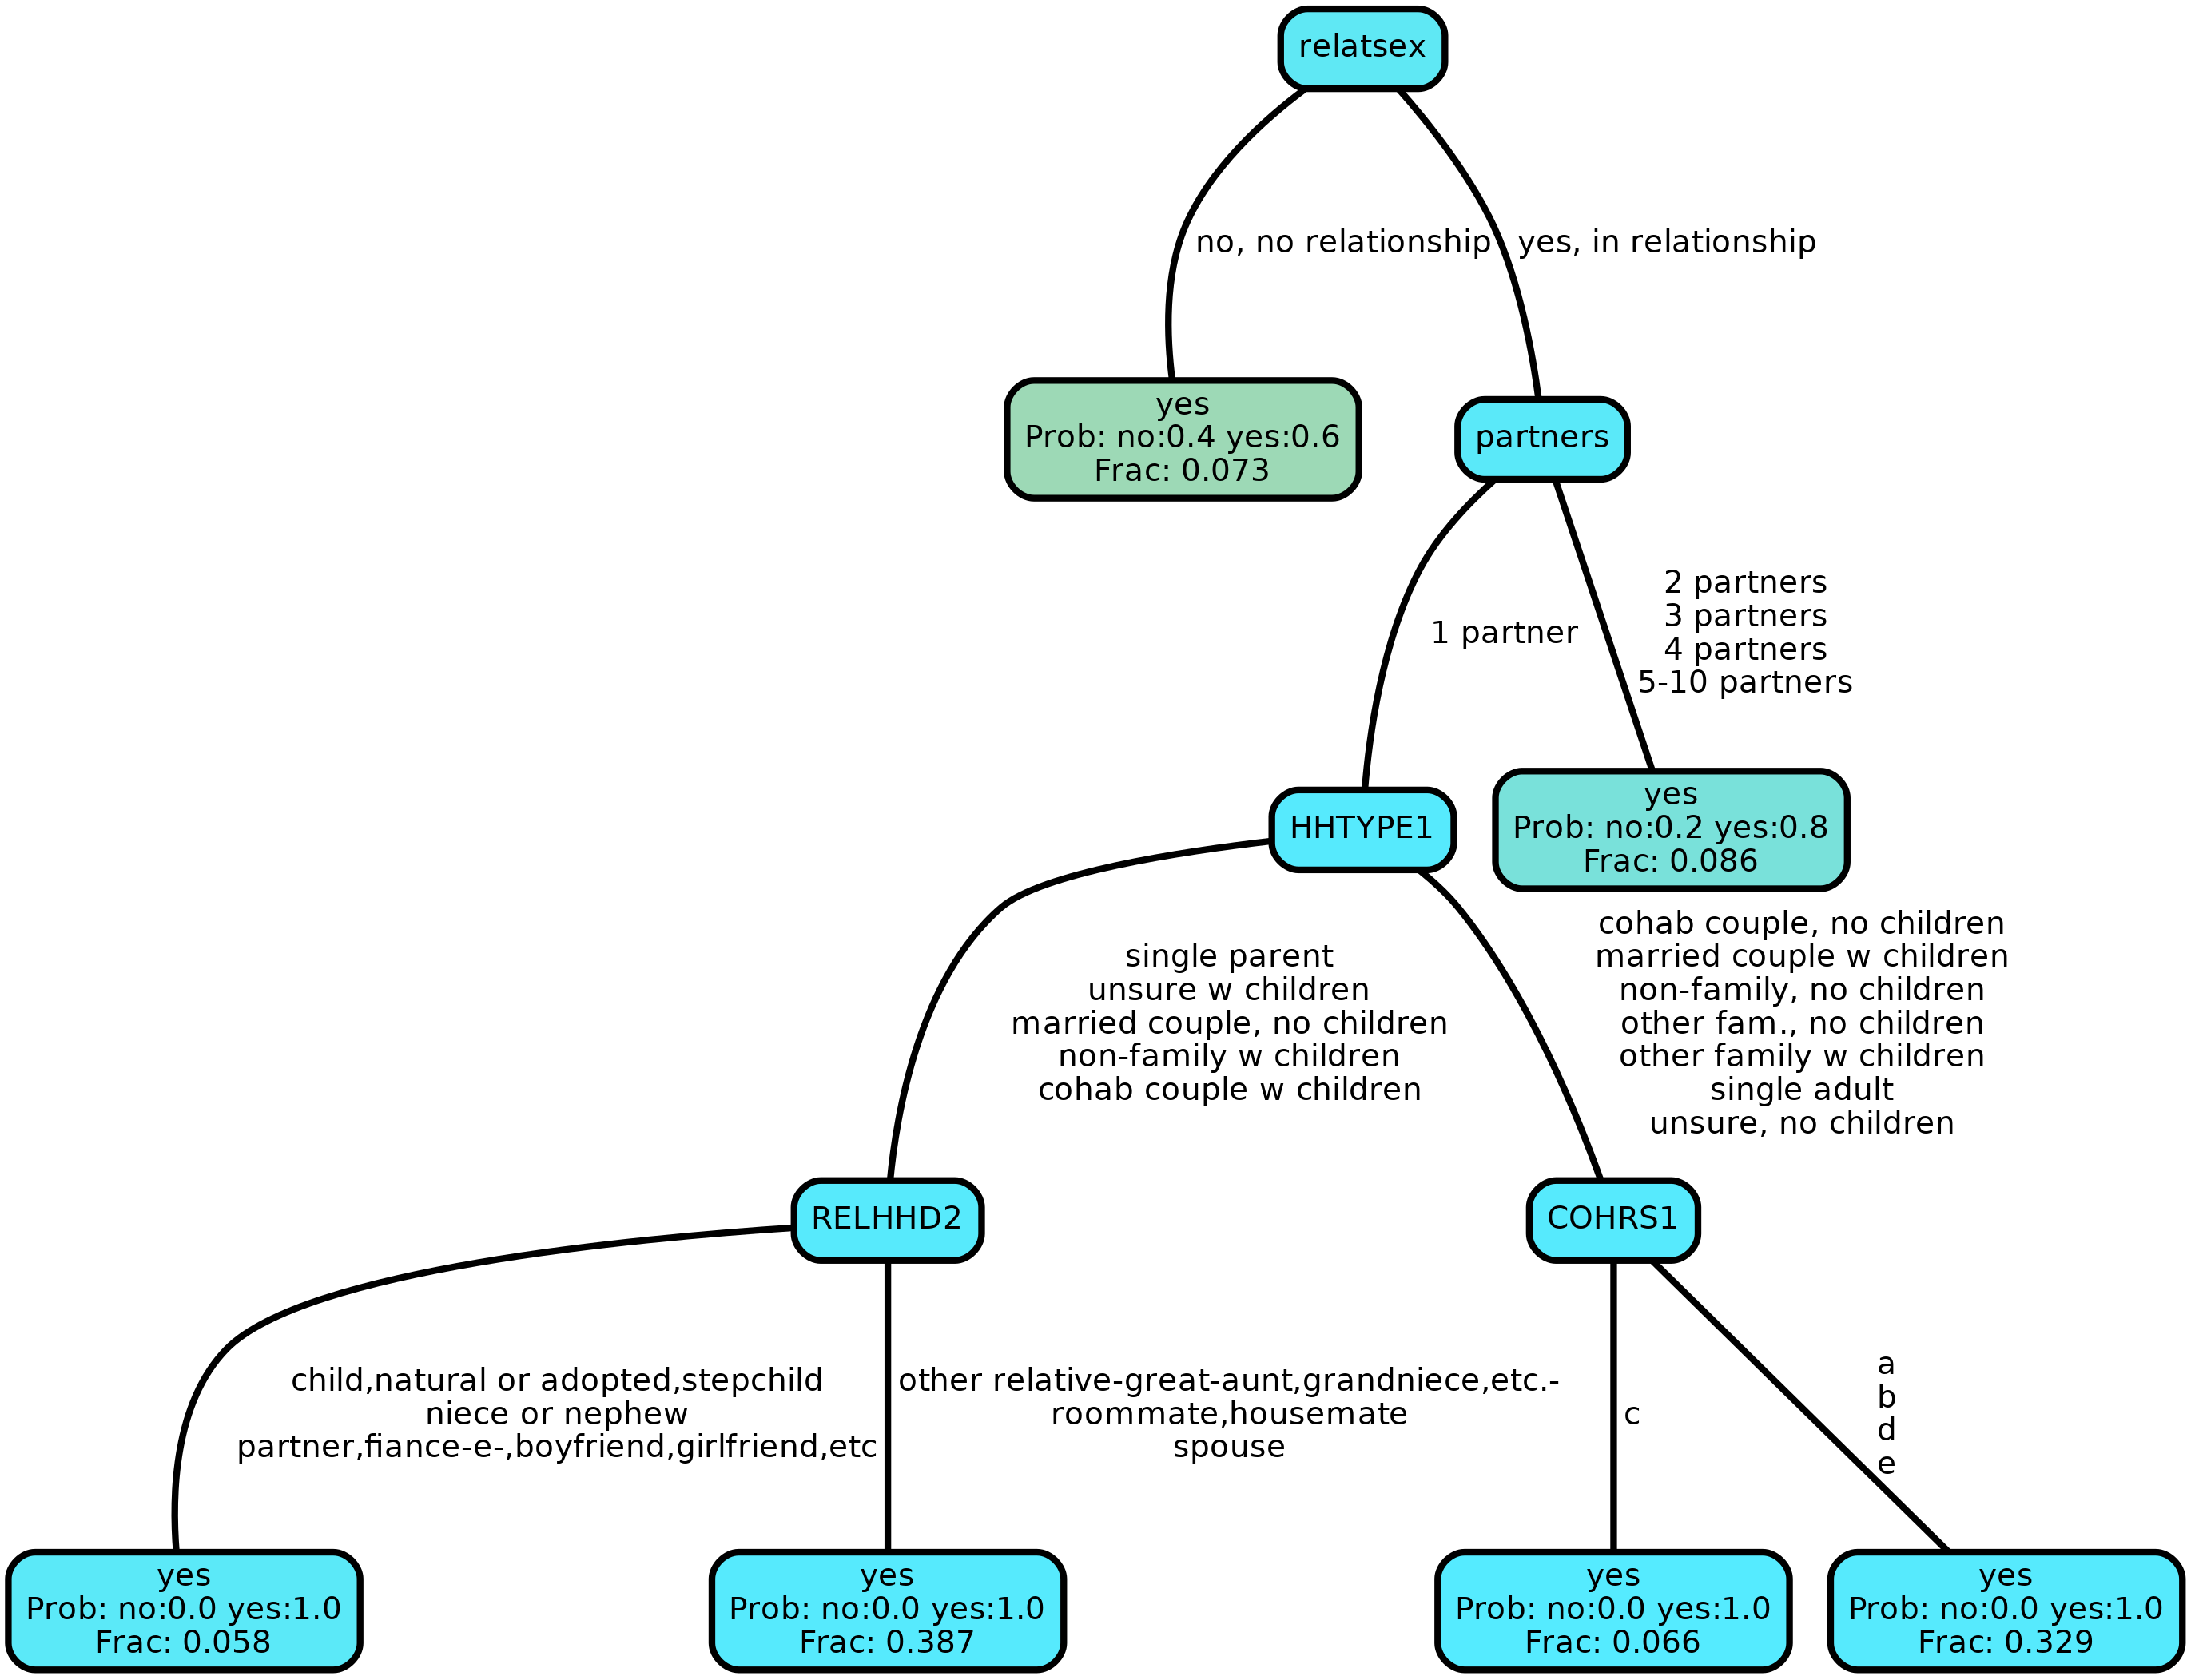 relatsex
no, no relationship
yes, in relationship
yes
Prob: no:0.4 yes:0.6
Frac: 0.073
partners
1 partner
2 partners
3 partners
4 partners
5-10 partners
HHTYPE1
yes
Prob: no:0.2 yes:0.8
Frac: 0.086
single parent
unsure w children
married couple, no children
non-family w children
cohab couple w children
cohab couple, no children
married couple w children
non-family, no children
other fam., no children
other family w children
single adult
unsure, no children
RELHHD2
COHRS1
child,natural or adopted,stepchild
niece or nephew
partner,fiance-e-,boyfriend,girlfriend,etc
other relative-great-aunt,grandniece,etc.-
roommate,housemate
spouse
c
a
b
d
e
yes
Prob: no:0.0 yes:1.0
Frac: 0.058
yes
Prob: no:0.0 yes:1.0
Frac: 0.387
yes
Prob: no:0.0 yes:1.0
Frac: 0.066
yes
Prob: no:0.0 yes:1.0
Frac: 0.329